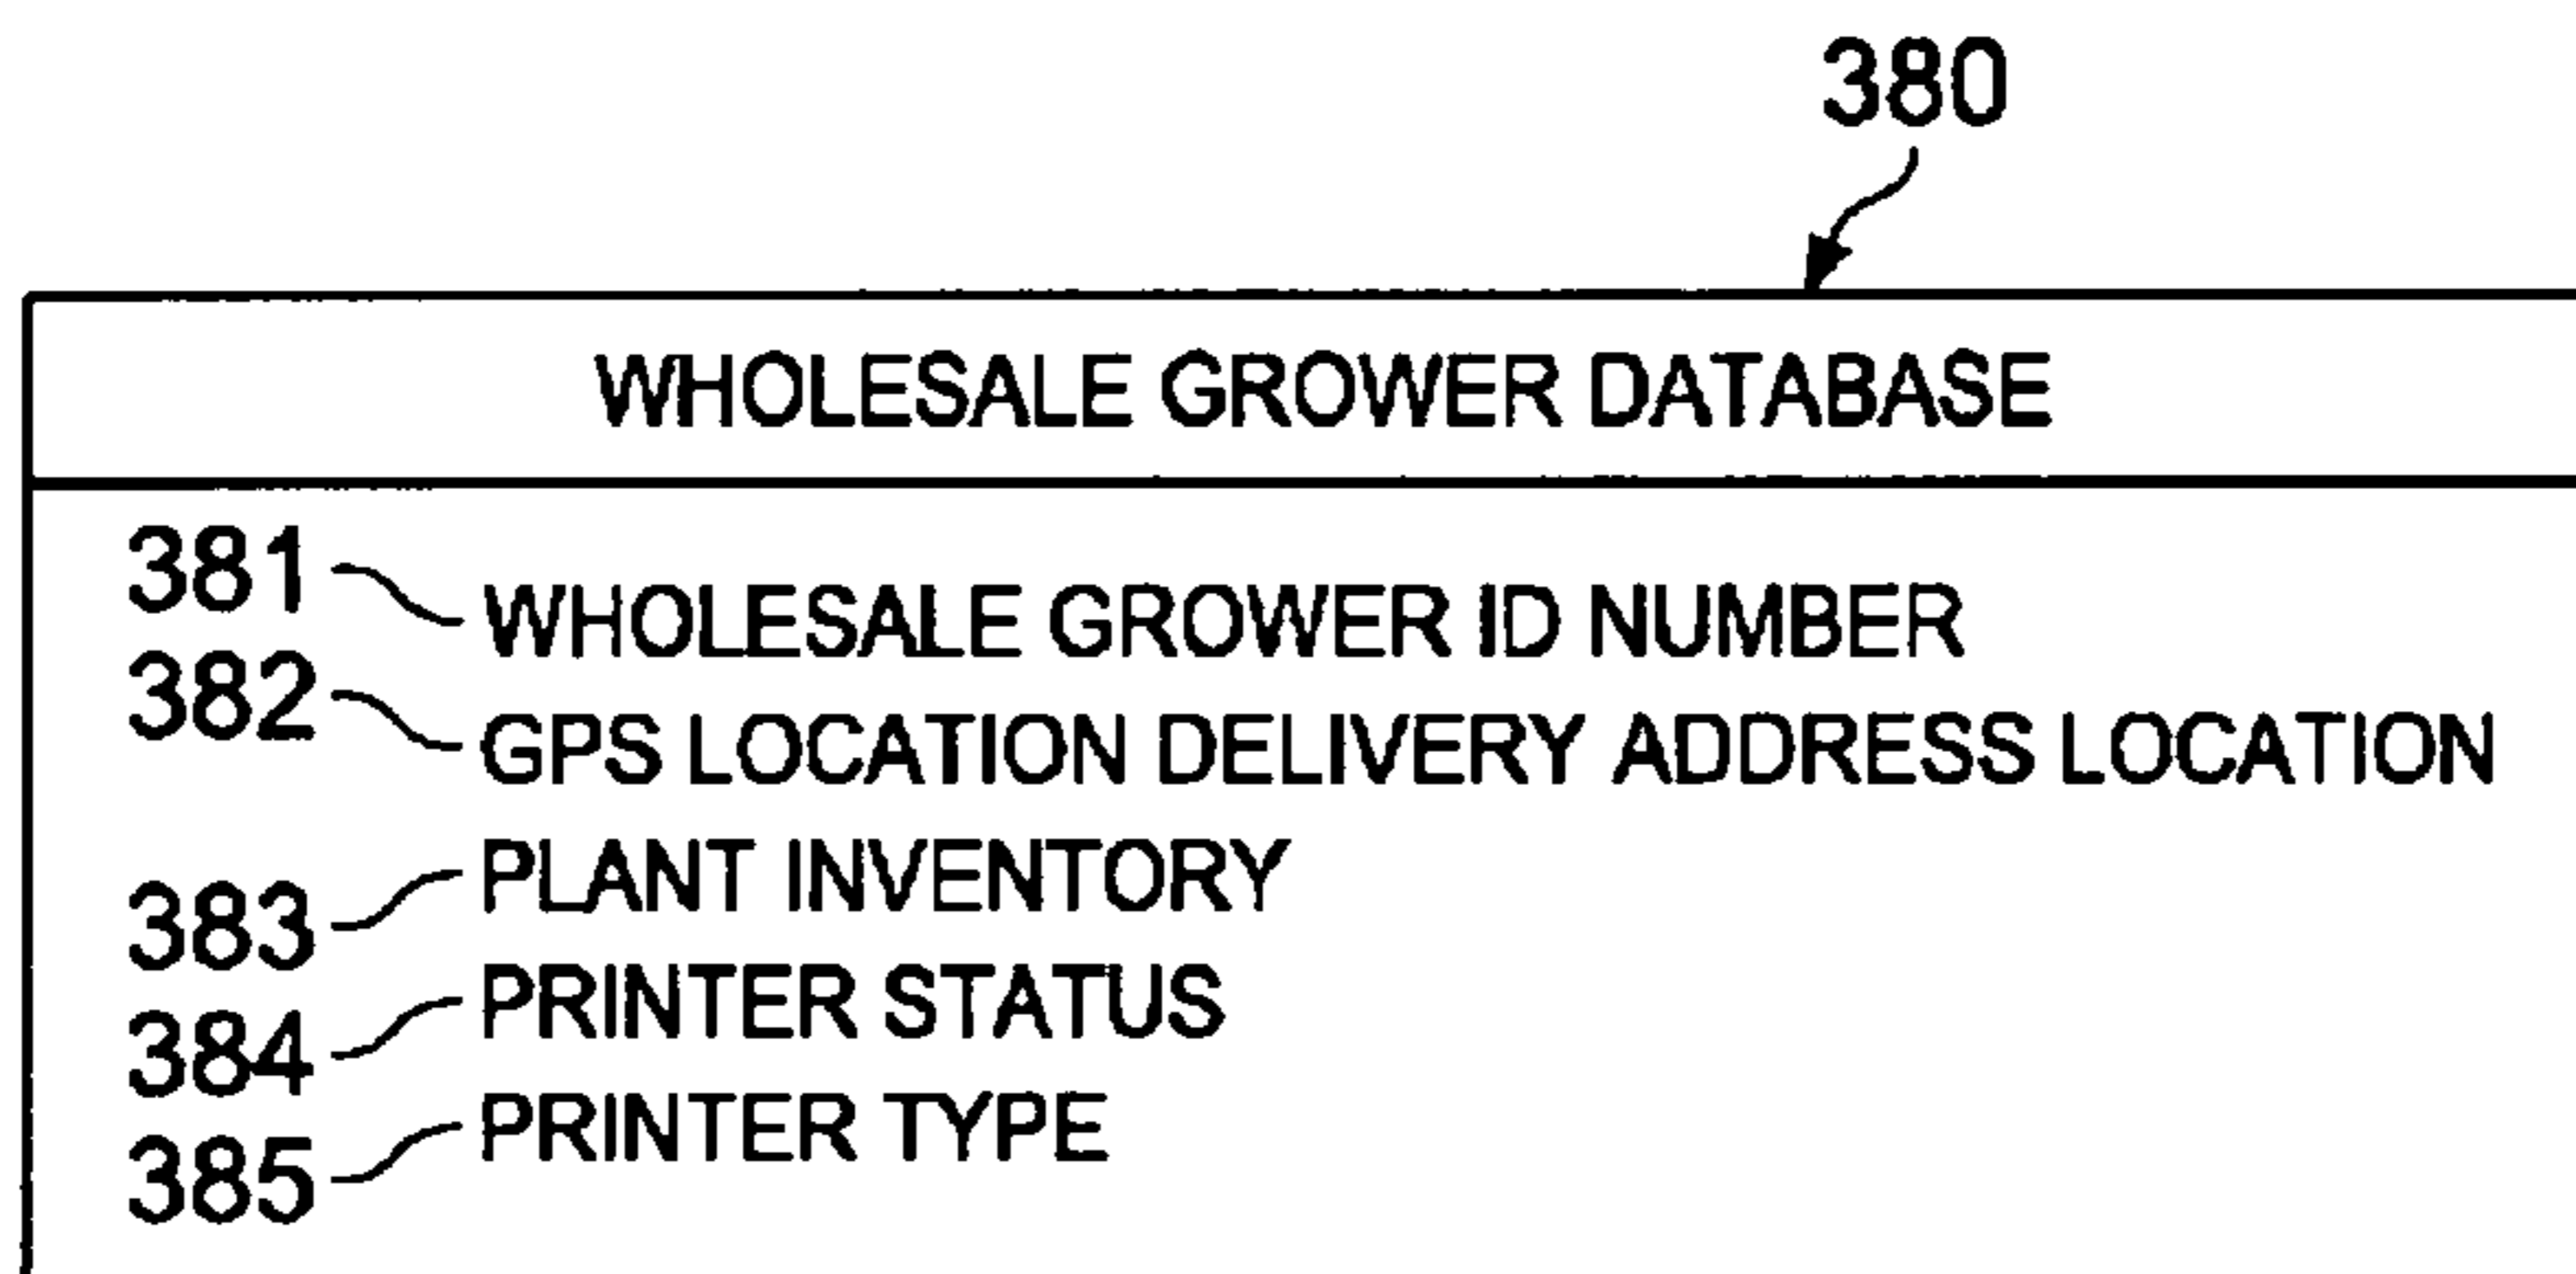 380
WHOLESALE GROWER DATABASE
381 WHOLESALE GROWER ID NUMBER
382 GPS LOCATION DELIVERY ADDRESS LOCATION
383 PLANT INVENTORY
384 PRINTER STATUS
385 PRINTER TYPE